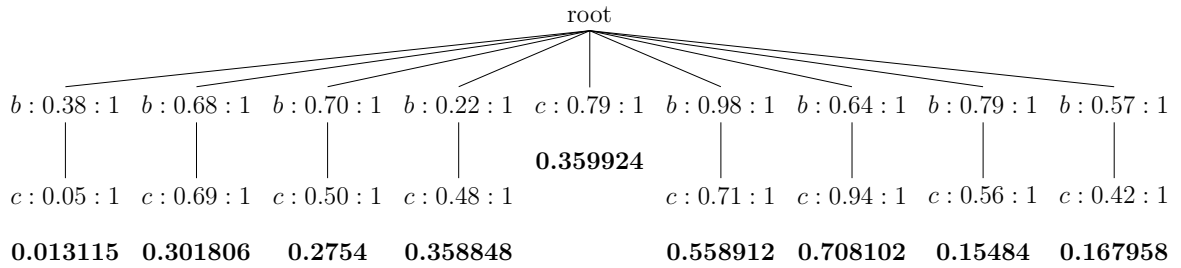 root
b : 0.38 : 1 b : 0.68 : 1 b : 0.70 : 1 b : 0.22 : 1 c : 0.79 : 1 b : 0.98 : 1 b : 0.64 : 1 b : 0.79 : 1 b : 0.57 : 1
0.359924
c : 0.05 : 1 c : 0.69 : 1 c : 0.50 : 1 c : 0.48 : 1 c : 0.71 : 1 c : 0.94 : 1 c : 0.56 : 1 c : 0.42 : 1
0.013115 0.301806 0.2754 0.358848 0.558912 0.708102 0.15484 0.167958